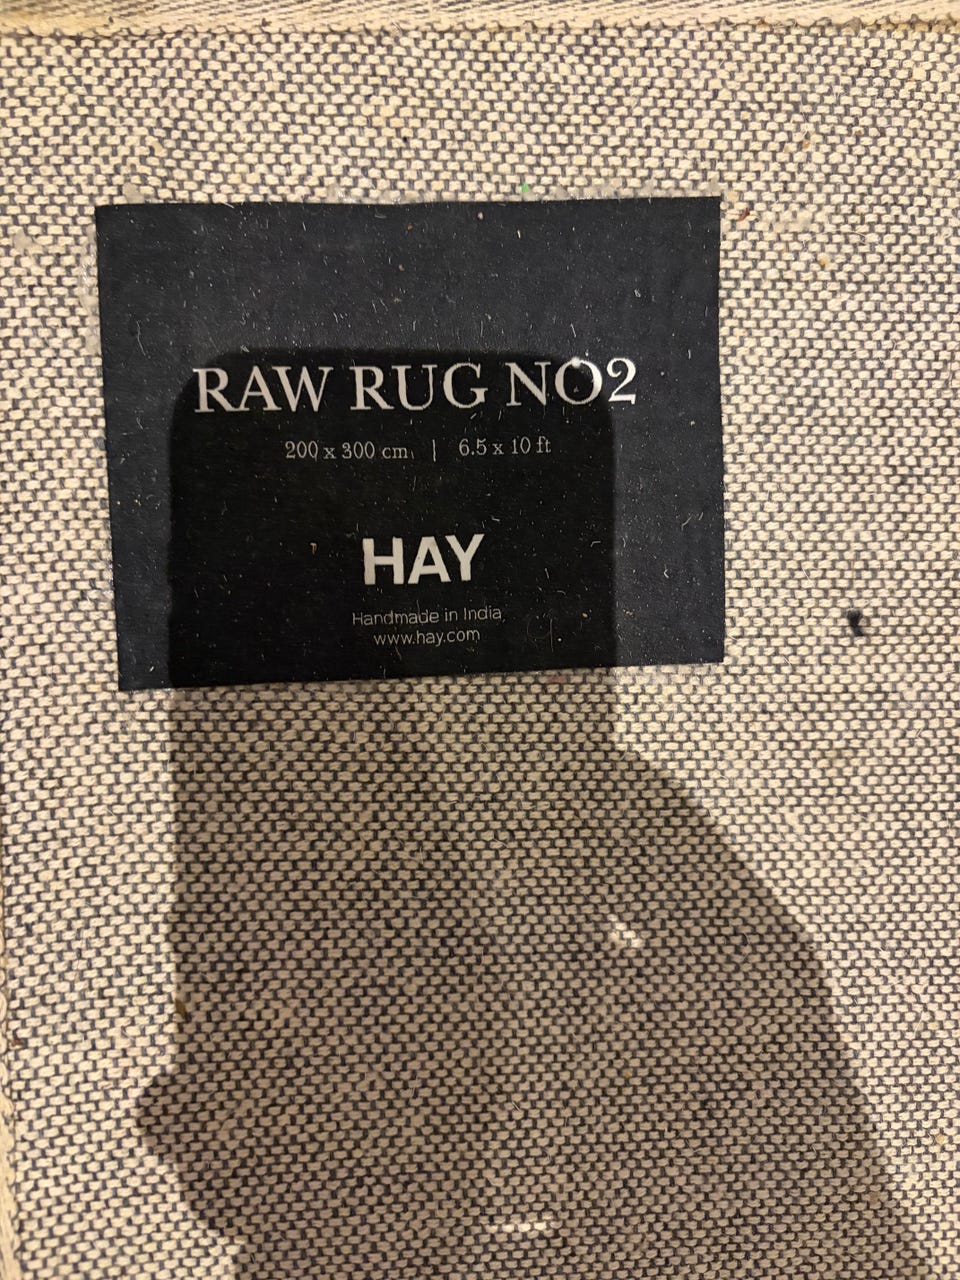 RAW RUG NO2
200 x 300 cm | 6.5 x 10 ft
HAY
Handmade in India
www.hay.com